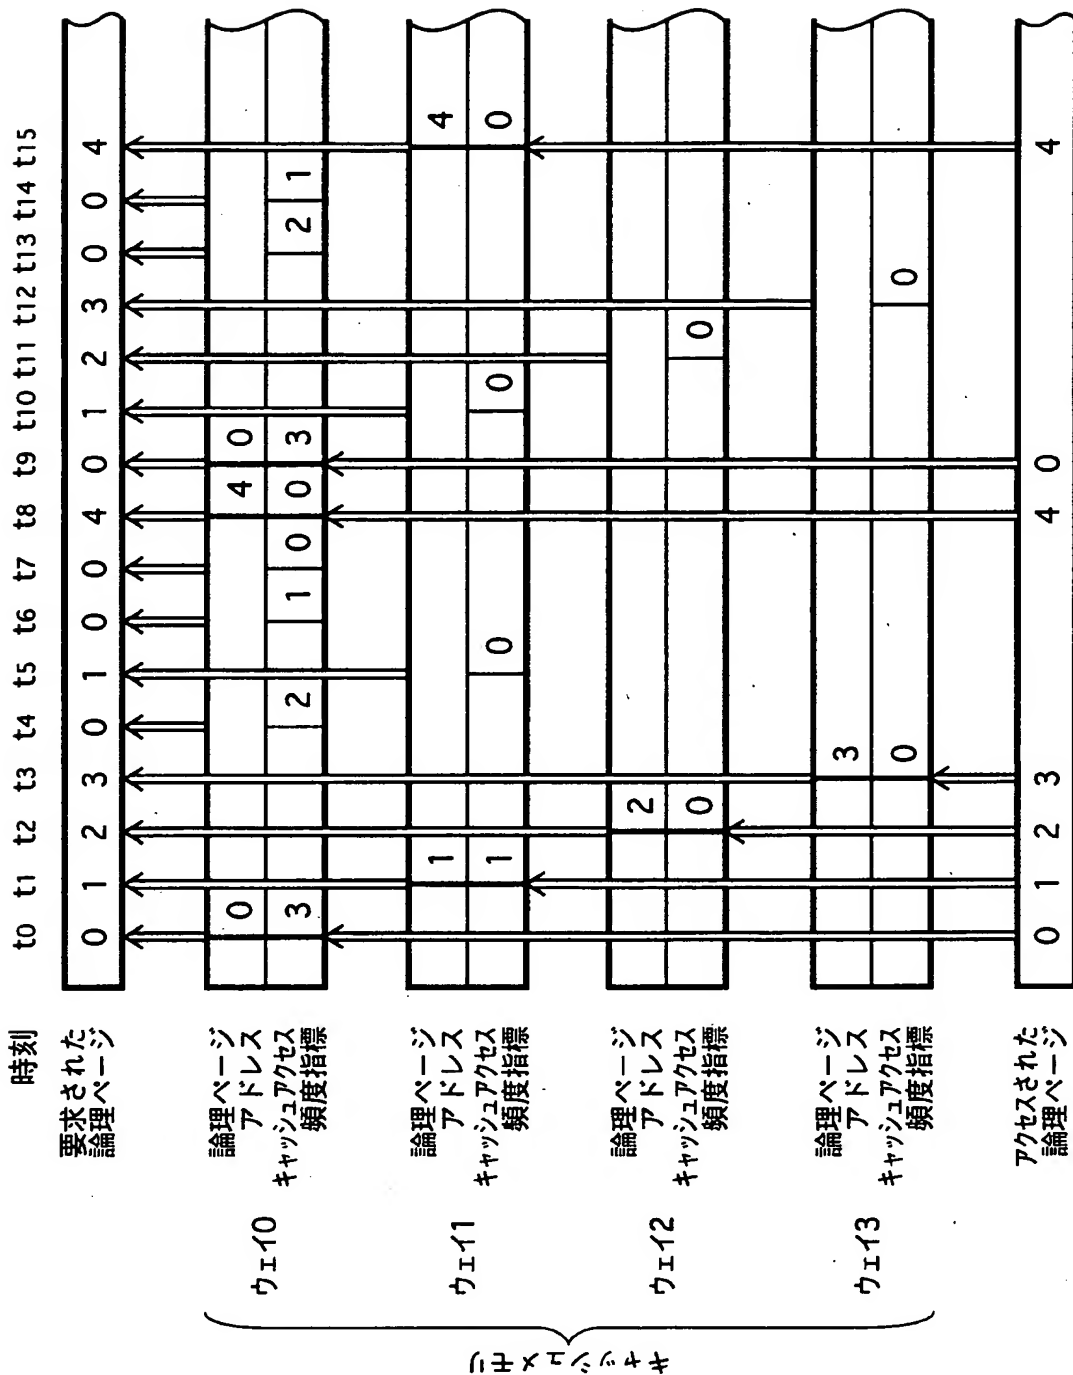 時刻 t0 t1 t2 t3 t4 t5 t6 t7 t8 t9 t10 t11 t12 t13 t14 t15
要求された
論理ページ
0 1 2 3 0 1 0 0 4 0 1 2 3 0 0 4
キャッシュメモリ
ウェイ0
論理ページ
アドレス
0 4 0
キャッシュアクセス
頻度指標
3 2 1 0 0 3 2 1
ウェイ1
論理ページ
アドレス
1 4
キャッシュアクセス
頻度指標
1 0 0 0
ウェイ2
論理ページ
アドレス
2
キャッシュアクセス
頻度指標
0 0
ウェイ3
論理ページ
アドレス
3
キャッシュアクセス
頻度指標
0 0
アクセスされた
論理ページ
0 1 2 3 4 0 4